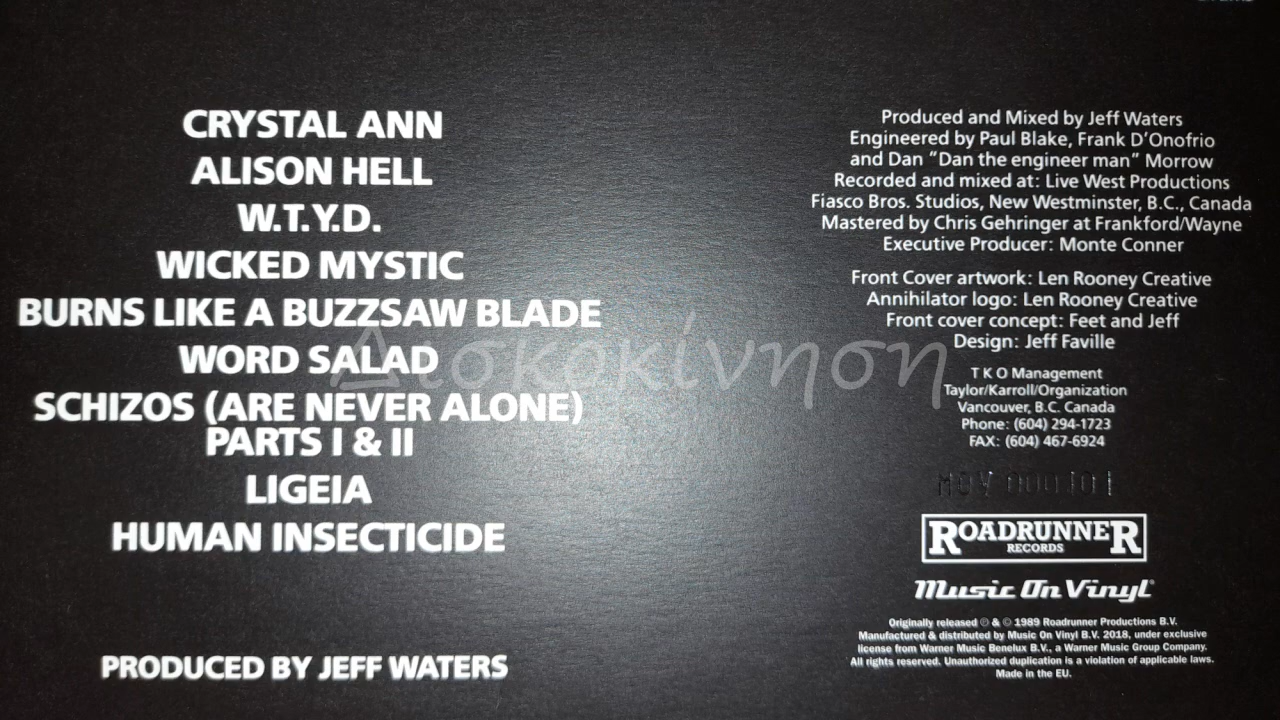 CRYSTAL ANN
ALISON HELL
W.T.Y.D.
WICKED MYSTIC
BURNS LIKE A BUZZSAW BLADE
WORD SALAD
SCHIZOS (ARE NEVER ALONE)
PARTS I & II
LIGEIA
HUMAN INSECTICIDE
PRODUCED BY JEFF WATERS
Δισκοκίνηση
Produced and Mixed by Jeff Waters
Engineered by Paul Blake, Frank D'Onofrio
and Dan "Dan the engineer man" Morrow
Recorded and mixed at: Live West Productions
Fiasco Bros. Studios, New Westminster, B.C., Canada
Mastered by Chris Gehringer at Frankford/Wayne
Executive Producer: Monte Conner
Front Cover artwork: Len Rooney Creative
Annihilator logo: Len Rooney Creative
Front cover concept: Feet and Jeff
Design: Jeff Faville
T K O Management
Taylor/Karroll/Organization
Vancouver, B.C. Canada
Phone: (604) 294-1723
FAX: (604) 467-6924
MOV 000101
ROADRUNNER
RECORDS
Music On Vinyl®
Originally released ℗ & © 1989 Roadrunner Productions B.V.
Manufactured & distributed by Music On Vinyl B.V. 2018, under exclusive
license from Warner Music Benelux B.V., a Warner Music Group Company.
All rights reserved. Unauthorized duplication is a violation of applicable laws.
Made in the EU.